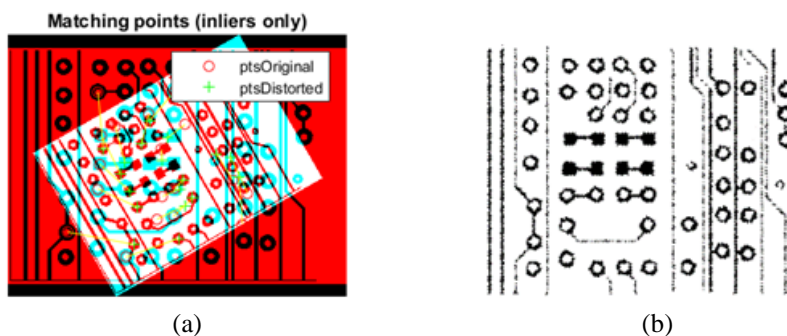 Matching points (inliers only)
ptsOriginal
ptsDistorted
(a)
(b)